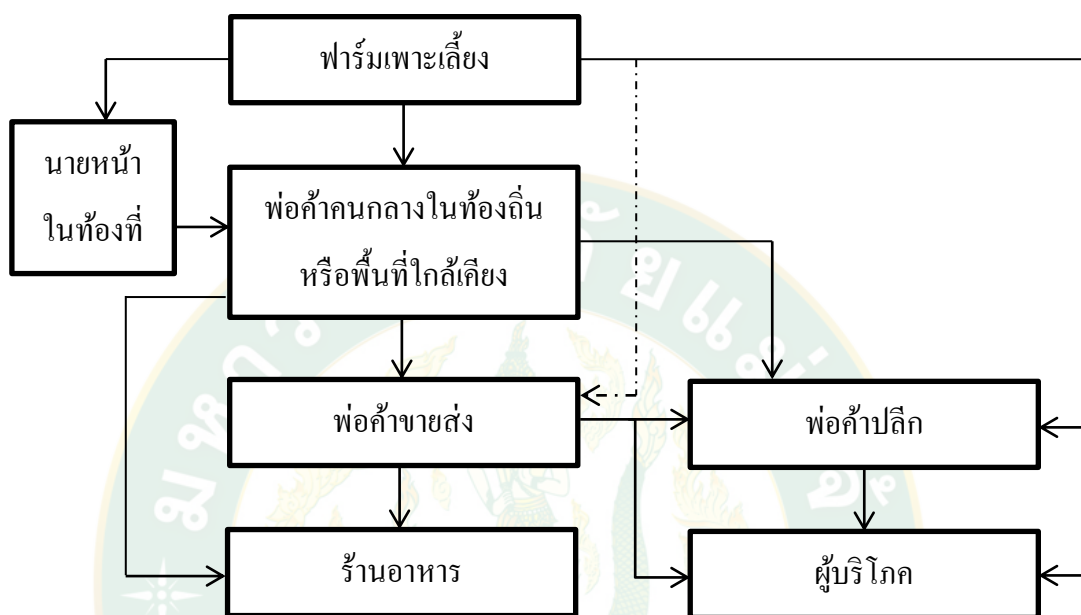 ฟาร์มเพาะเลี้ยง
นายหน้า
ในท้องที่
พ่อค้าคนกลางในท้องถิ่น
หรือพื้นที่ใกล้เคียง
พ่อค้าขายส่ง
พ่อค้าปลีก
ร้านอาหาร
ผู้บริโภค